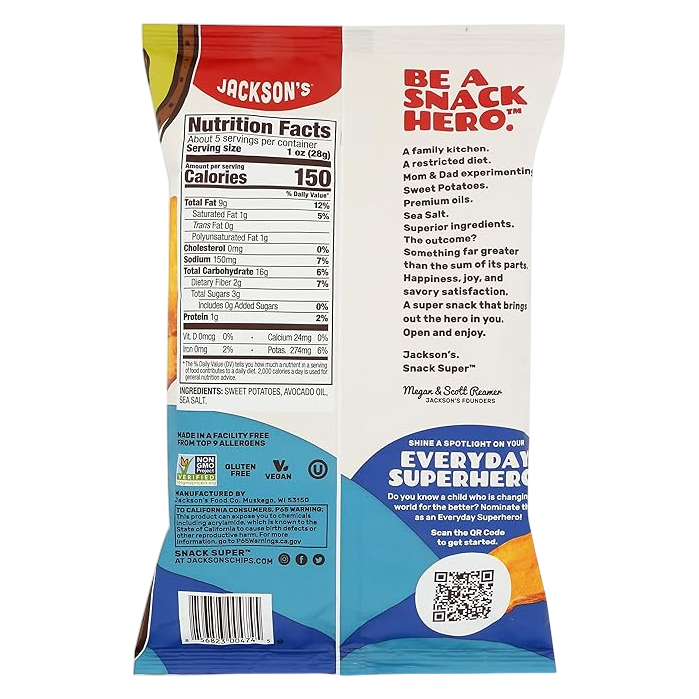 JACKSON'S
Nutrition Facts
About 5 servings per container
Serving size 1 oz (28g)
Amount per serving
Calories 150
% Daily Value*
Total Fat 9g 12%
Saturated Fat 1g 5%
Trans Fat 0g
Polyunsaturated Fat 1g
Cholesterol 0mg 0%
Sodium 150mg 7%
Total Carbohydrate 16g 6%
Dietary Fiber 2g 7%
Total Sugars 3g
Includes 0g Added Sugars 0%
Protein 1g 2%
Vit. D 0mcg 0% • Calcium 24mg 0%
Iron 0mg 2% • Potas. 274mg 6%
*The % Daily Value (DV) tells you how much a nutrient in a serving
of food contributes to a daily diet. 2,000 calories a day is used for
general nutrition advice.
INGREDIENTS: SWEET POTATOES, AVOCADO OIL,
SEA SALT.
MADE IN A FACILITY FREE
FROM TOP 9 ALLERGENS
NON
GMO
Project
VERIFIED
nongmoproject.org
GLUTEN
FREE
VEGAN
U
MANUFACTURED BY
Jackson's Food Co. Muskego, WI 53150
TO CALIFORNIA CONSUMERS, P65 WARNING:
This product can expose you to chemicals
including acrylamide, which is known to the
State of California to cause birth defects or
other reproductive harm. For more
information, go to P65Warnings.ca.gov
SNACK SUPER™
AT JACKSONSCHIPS.COM
8 56823 00474 5
BE A
SNACK
HERO.™
A family kitchen.
A restricted diet.
Mom & Dad experimenting
Sweet Potatoes.
Premium oils.
Sea Salt.
Superior ingredients.
The outcome?
Something far greater
than the sum of its parts.
Happiness, joy, and
savory satisfaction.
A super snack that brings
out the hero in you.
Open and enjoy.
Jackson's.
Snack Super™
Megan & Scott Reamer
JACKSON'S FOUNDERS
SHINE A SPOTLIGHT ON YOUR
EVERYDAY
SUPERHERO
Do you know a child who is changing
world for the better? Nominate th
as an Everyday Superhero!
Scan the QR Code
to get started.